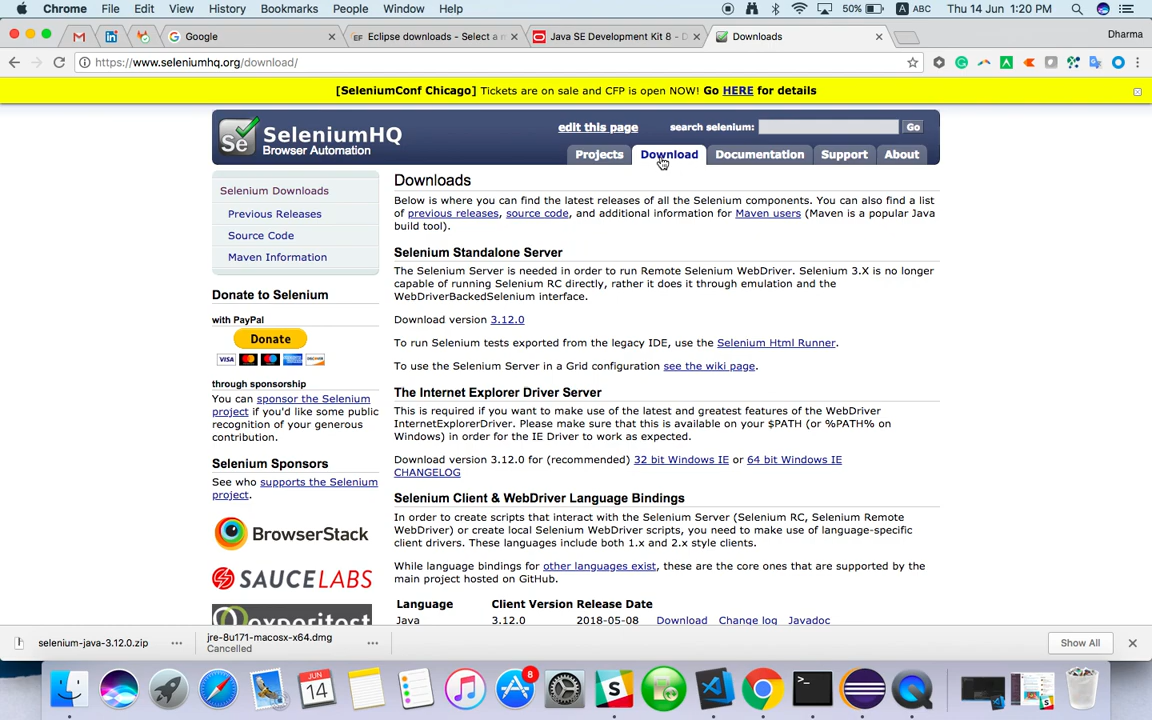 Chrome File Edit View History Bookmarks People Window Help 50% A ABC Thu 14 Jun 1:20 PM
Google × Eclipse downloads - Select a m × Java SE Development Kit 8 - D × Downloads × Dharma
https://www.seleniumhq.org/download/
[SeleniumConf Chicago] Tickets are on sale and CFP is open NOW! Go HERE for details
Se SeleniumHQ
Browser Automation
edit this page search selenium: Go
Projects Download Documentation Support About
Selenium Downloads
Previous Releases
Source Code
Maven Information
Donate to Selenium
with PayPal
Donate
VISA DISCOVER
through sponsorship
You can sponsor the Selenium
project if you'd like some public
recognition of your generous
contribution.
Selenium Sponsors
See who supports the Selenium
project.
BrowserStack
SAUCELABS
experitest
Downloads
Below is where you can find the latest releases of all the Selenium components. You can also find a list
of previous releases, source code, and additional information for Maven users (Maven is a popular Java
build tool).
Selenium Standalone Server
The Selenium Server is needed in order to run Remote Selenium WebDriver. Selenium 3.X is no longer
capable of running Selenium RC directly, rather it does it through emulation and the
WebDriverBackedSelenium interface.
Download version 3.12.0
To run Selenium tests exported from the legacy IDE, use the Selenium Html Runner.
To use the Selenium Server in a Grid configuration see the wiki page.
The Internet Explorer Driver Server
This is required if you want to make use of the latest and greatest features of the WebDriver
InternetExplorerDriver. Please make sure that this is available on your $PATH (or %PATH% on
Windows) in order for the IE Driver to work as expected.
Download version 3.12.0 for (recommended) 32 bit Windows IE or 64 bit Windows IE
CHANGELOG
Selenium Client & WebDriver Language Bindings
In order to create scripts that interact with the Selenium Server (Selenium RC, Selenium Remote
WebDriver) or create local Selenium WebDriver scripts, you need to make use of language-specific
client drivers. These languages include both 1.x and 2.x style clients.
While language bindings for other languages exist, these are the core ones that are supported by the
main project hosted on GitHub.
Language Client Version Release Date
Java 3.12.0 2018-05-08 Download Change log Javadoc
selenium-java-3.12.0.zip
jre-8u171-macosx-x64.dmg
Cancelled
Show All
JUN
14
8